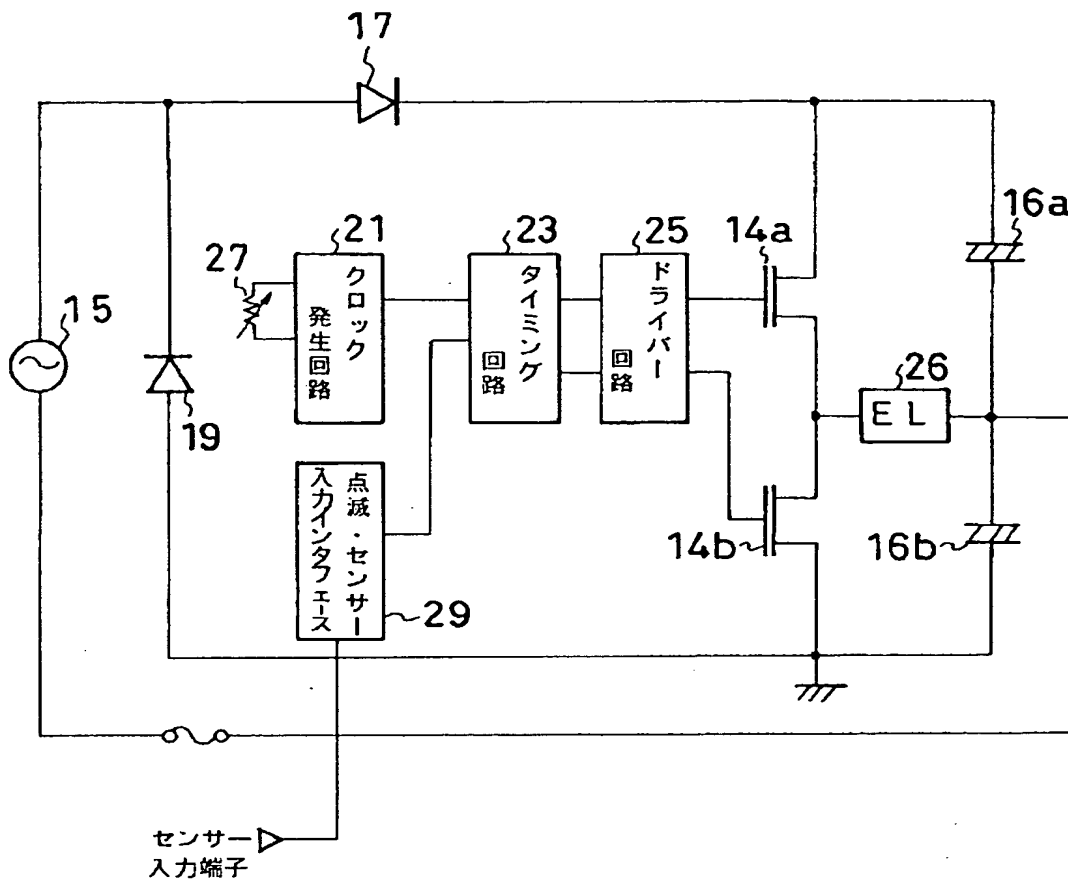 17
16a
21
23
25
14a
27
クロック
発生回路
タイミング
回路
ドライバー
回路
15
19
26
EL
点滅・センサー
入力インタフェース
14b
16b
29
センサー
入力端子